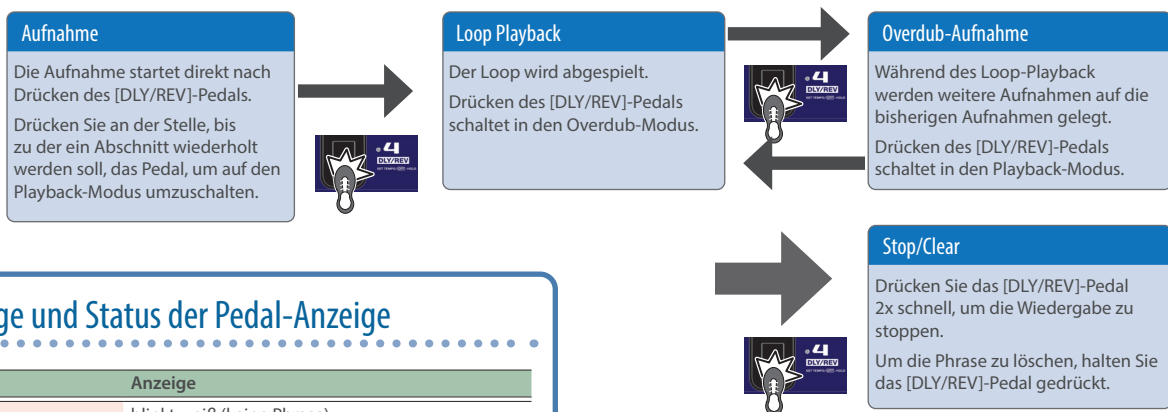 Aufnahme
Die Aufnahme startet direkt nach
Drücken des [DLY/REV]-Pedals.
Drücken Sie an der Stelle, bis
zu der ein Abschnitt wiederholt
werden soll, das Pedal, um auf den
Playback-Modus umzuschalten.
4
DLY/REV
Loop Playback
Der Loop wird abgespielt.
Drücken des [DLY/REV]-Pedals
schaltet in den Overdub-Modus.
4
DLY/REV
Overdub-Aufnahme
Während des Loop-Playback
werden weitere Aufnahmen auf die
bisherigen Aufnahmen gelegt.
Drücken des [DLY/REV]-Pedals
schaltet in den Playback-Modus.
4
DLY/REV
Stop/Clear
Drücken Sie das [DLY/REV]-Pedal
2x schnell, um die Wiedergabe zu
stoppen.
Um die Phrase zu löschen, halten Sie
das [DLY/REV]-Pedal gedrückt.
ge und Status der Pedal-Anzeige
Anzeige